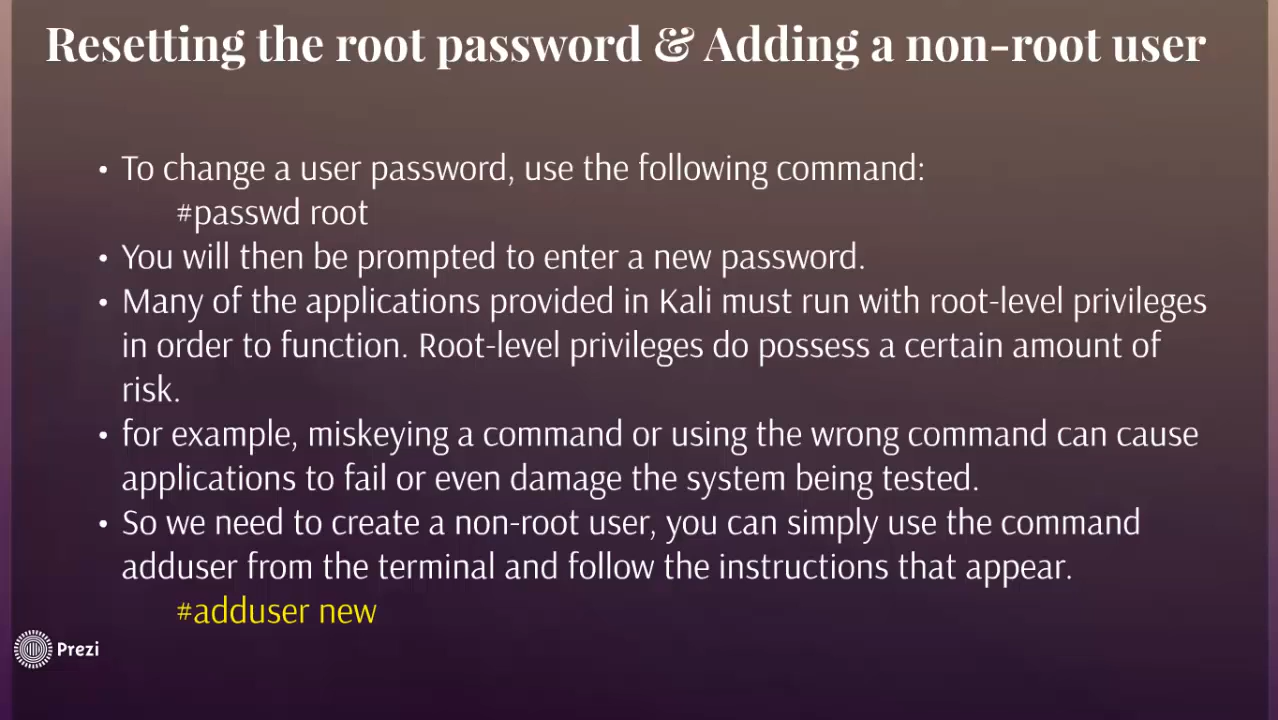 Resetting the root password & Adding a non-root user
• To change a user password, use the following command:
#passwd root
• You will then be prompted to enter a new password.
• Many of the applications provided in Kali must run with root-level privileges
in order to function. Root-level privileges do possess a certain amount of
risk.
• for example, miskeying a command or using the wrong command can cause
applications to fail or even damage the system being tested.
• So we need to create a non-root user, you can simply use the command
adduser from the terminal and follow the instructions that appear.
#adduser new
Prezi